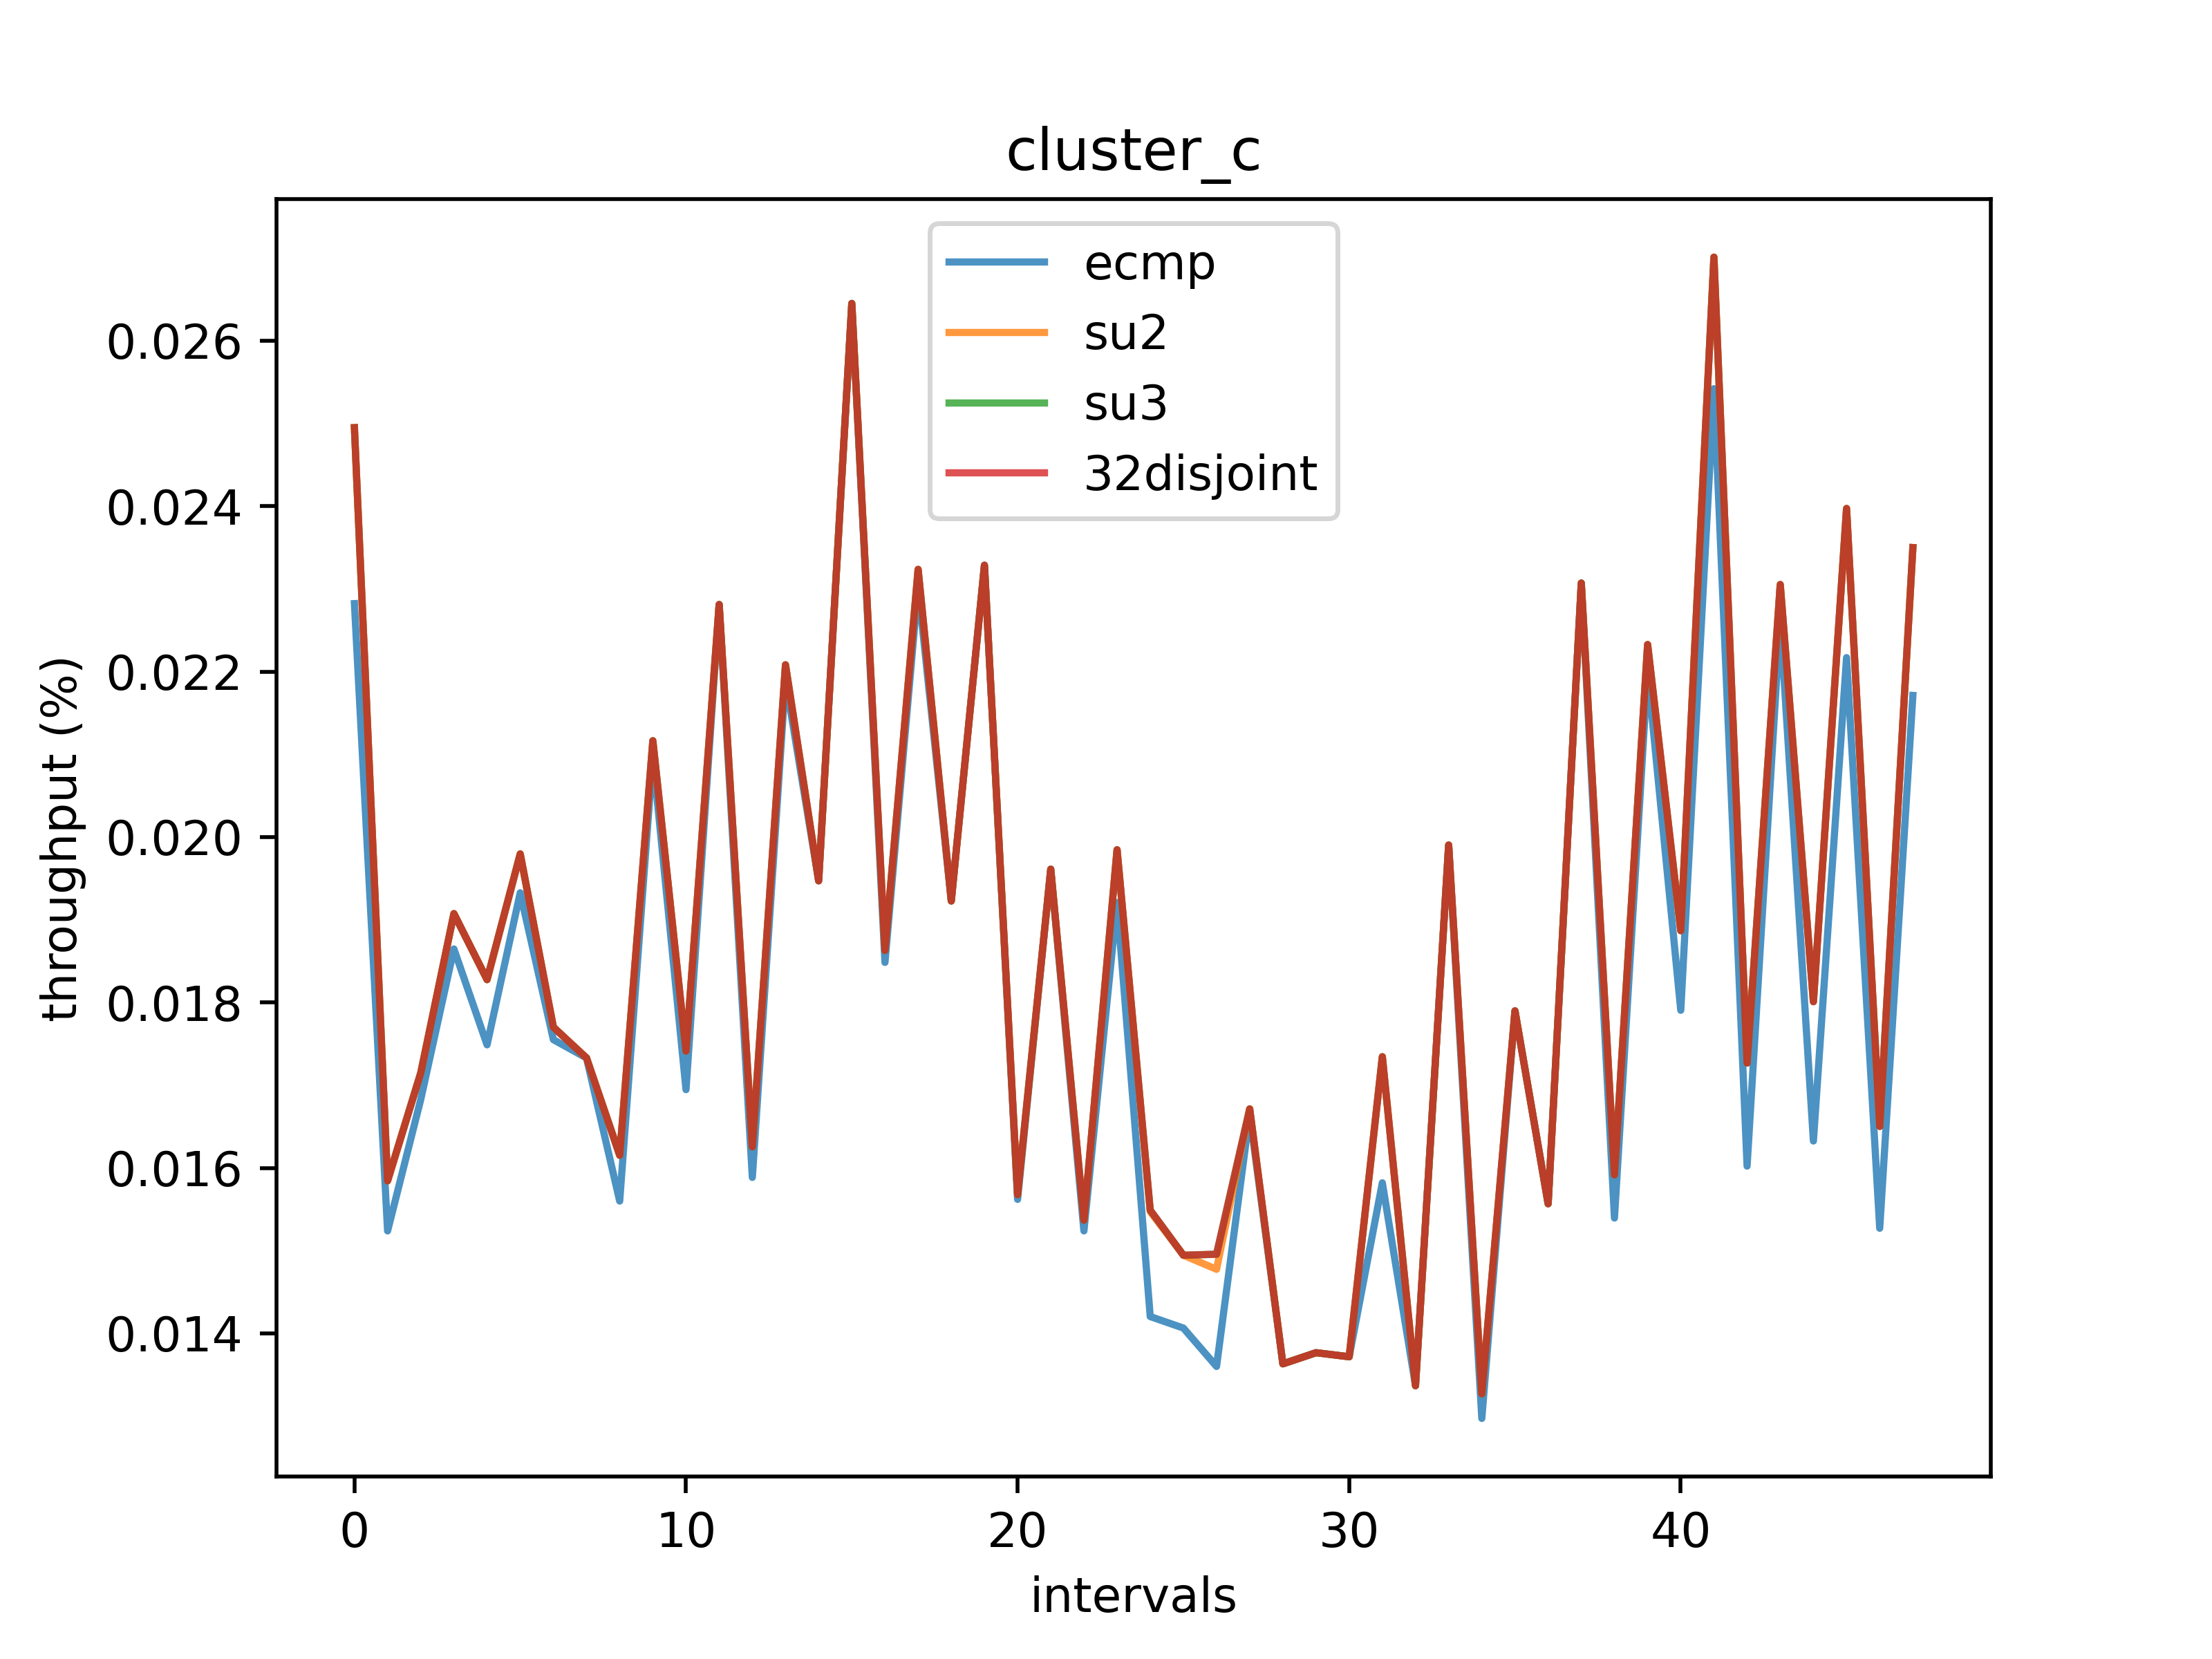 cluster_c
ecmp
su2
su3
32disjoint
throughput (%)
0.026
0.024
0.022
0.020
0.018
0.016
0.014
0 10 20 30 40
intervals